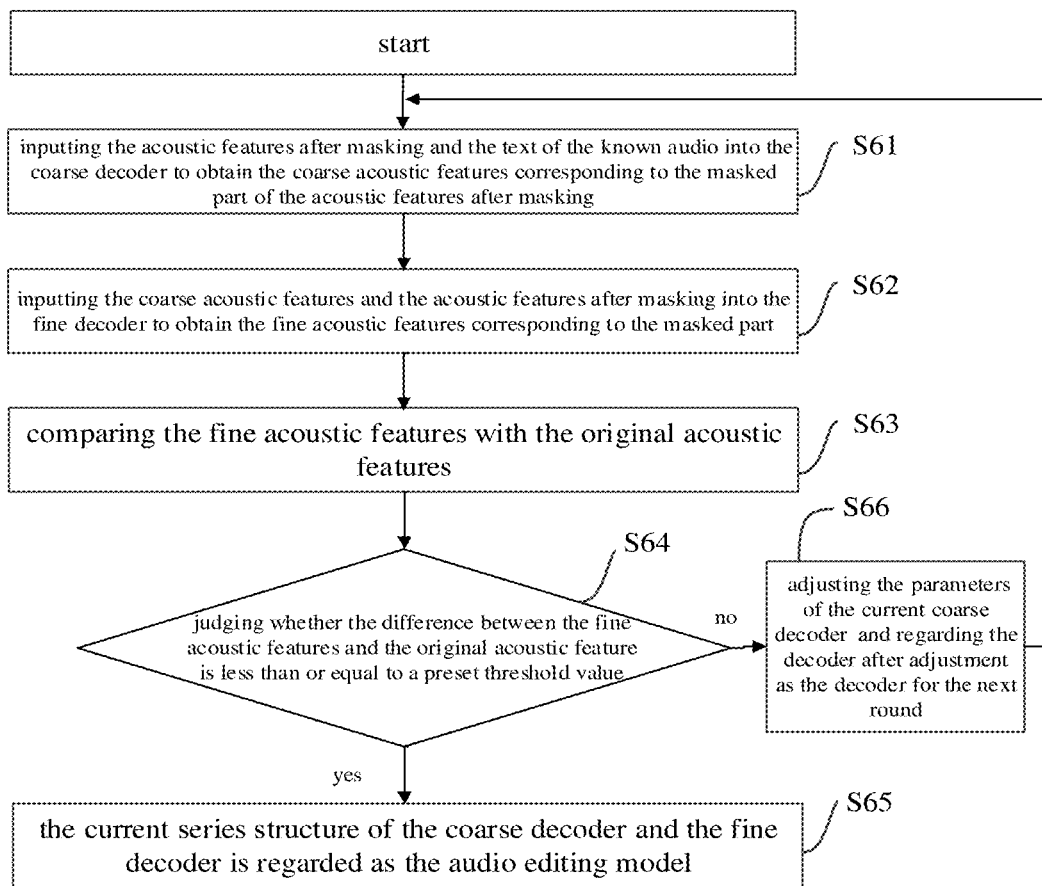 start
inputting the acoustic features after masking and the text of the known audio into the
coarse decoder to obtain the coarse acoustic features corresponding to the masked
part of the acoustic features after masking
S61
inputting the coarse acoustic features and the acoustic features after masking into the
fine decoder to obtain the fine acoustic features corresponding to the masked part
S62
comparing the fine acoustic features with the original acoustic
features
S63
judging whether the difference between the fine
acoustic features and the original acoustic feature
is less than or equal to a preset threshold value
S64
no
adjusting the parameters
of the current coarse
decoder and regarding the
decoder after adjustment
as the decoder for the next
round
S66
yes
the current series structure of the coarse decoder and the fine
decoder is regarded as the audio editing model
S65